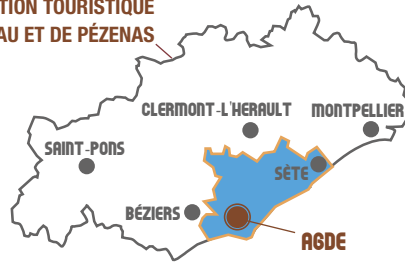 TION TOURISTIQUE
AU ET DE PÉZENAS
CLERMONT-L'HERAULT
MONTPELLIER
SAINT-PONS
SÈTE
BÉZIERS
AGDE